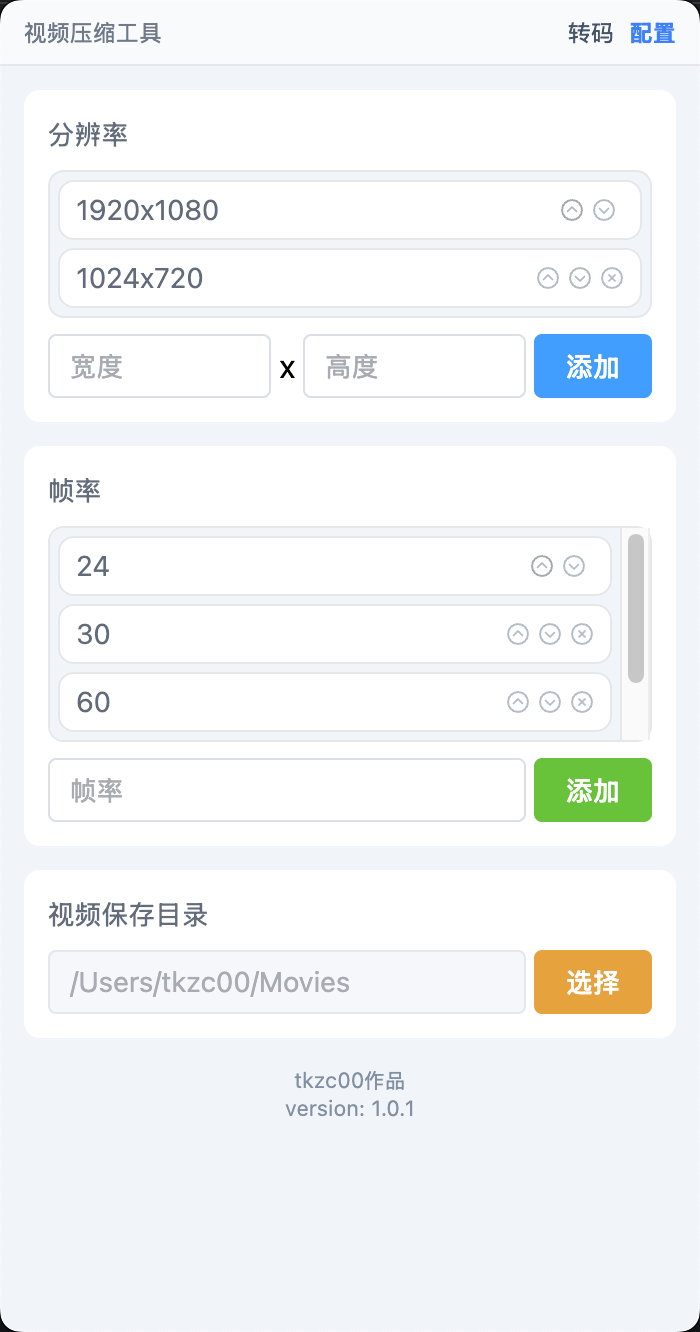 视频压缩工具 转码 配置
分辨率
1920x1080
1024x720
宽度 x 高度 添加
帧率
24
30
60
帧率 添加
视频保存目录
/Users/tkzc00/Movies 选择
tkzc00作品
version: 1.0.1